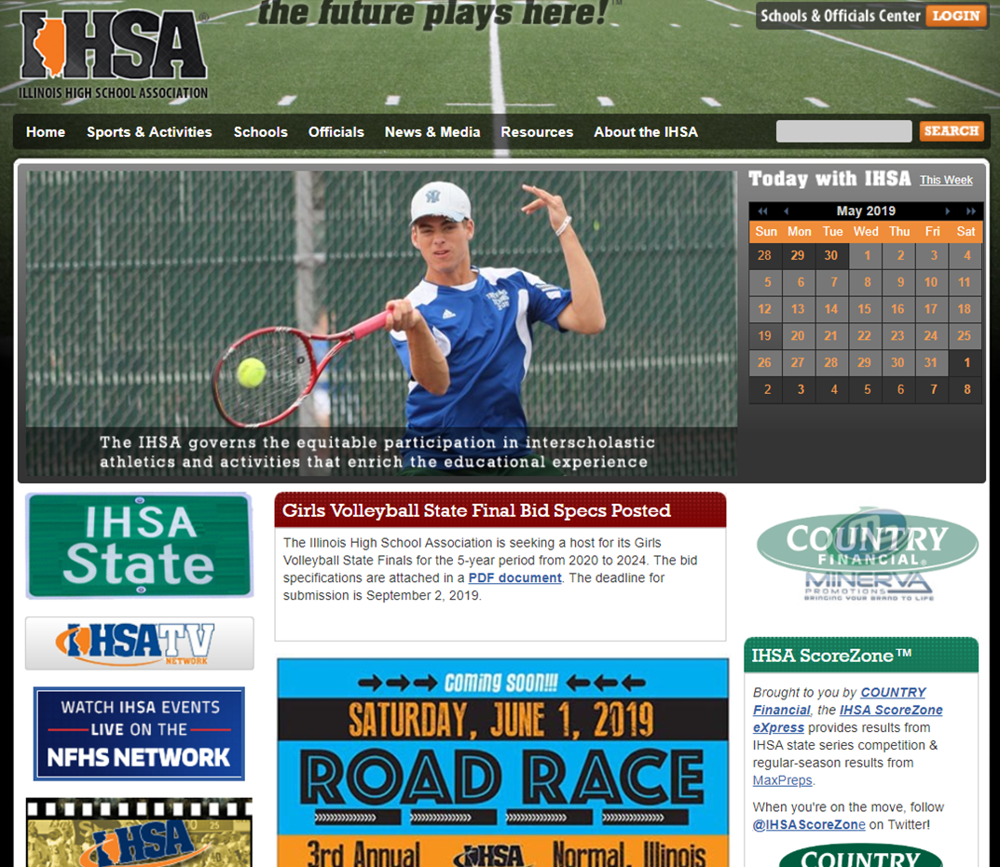 the future plays here!™
Schools & Officials Center LOGIN
IHSA®
ILLINOIS HIGH SCHOOL ASSOCIATION
Home Sports & Activities Schools Officials News & Media Resources About the IHSA SEARCH
Today with IHSA This Week
May 2019
Sun Mon Tue Wed Thu Fri Sat
28 29 30 1 2 3 4
5 6 7 8 9 10 11
12 13 14 15 16 17 18
19 20 21 22 23 24 25
26 27 28 29 30 31 1
2 3 4 5 6 7 8
The IHSA governs the equitable participation in interscholastic
athletics and activities that enrich the educational experience
IHSA
State
IHSATV
NETWORK
WATCH IHSA EVENTS
LIVE ON THE
NFHS NETWORK
IHSA
Girls Volleyball State Final Bid Specs Posted
The Illinois High School Association is seeking a host for its Girls
Volleyball State Finals for the 5-year period from 2020 to 2024. The bid
specifications are attached in a PDF document. The deadline for
submission is September 2, 2019.
coming soon!!!
SATURDAY, JUNE 1, 2019
ROAD RACE
3rd Annual IHSA Normal, Illinois
COUNTRY
FINANCIAL®
MINERVA
PROMOTIONS
BRINGING YOUR BRAND TO LIFE
IHSA ScoreZone™
Brought to you by COUNTRY
Financial, the IHSA ScoreZone
eXpress provides results from
IHSA state series competition &
regular-season results from
MaxPreps.
When you're on the move, follow
@IHSAScoreZone on Twitter!
COUNTRY